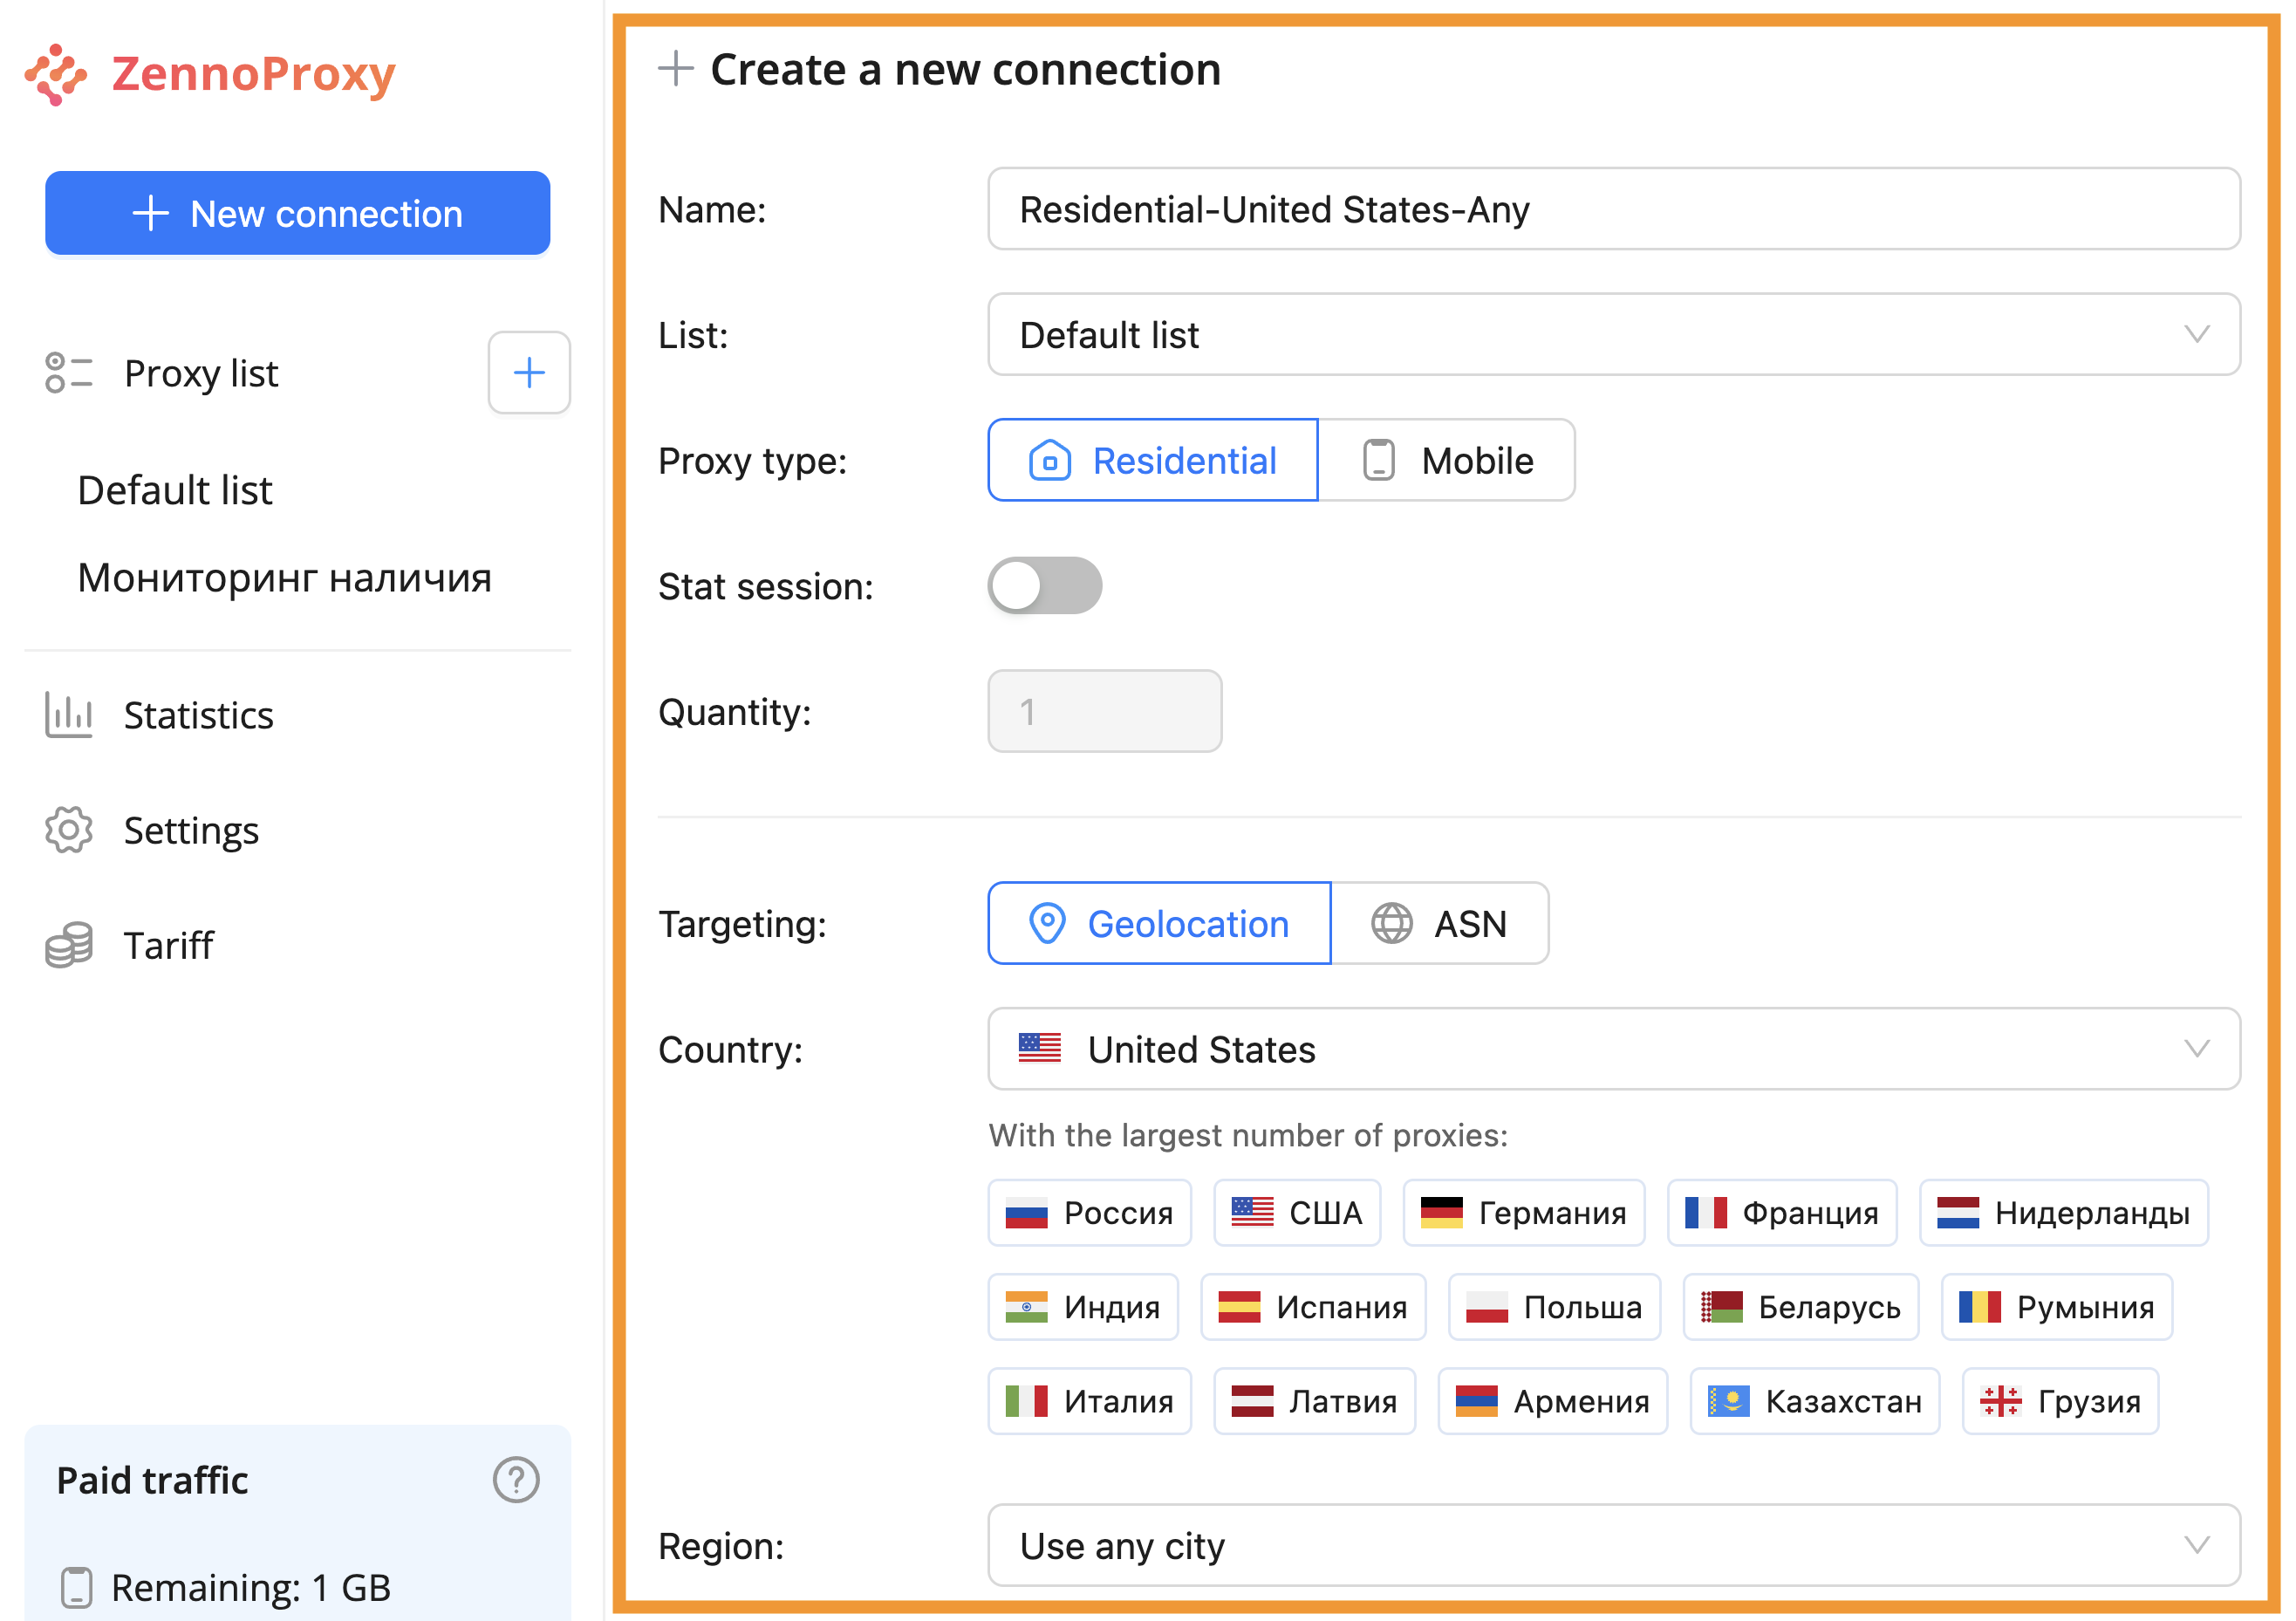 ZennoProxy
New connection
Proxy list
Default list
Мониторинг наличия
Statistics
Settings
Tariff
Paid traffic
Remaining: 1 GB
Create a new connection
Name: Residential-United States-Any
List: Default list
Proxy type: Residential Mobile
Stat session:
Quantity: 1
Targeting: Geolocation ASN
Country: United States
With the largest number of proxies:
Россия США Германия Франция Нидерланды
Индия Испания Польша Беларусь Румыния
Италия Латвия Армения Казахстан Грузия
Region: Use any city